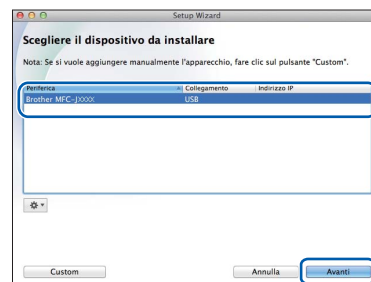 Setup Wizard
Scegliere il dispositivo da installare
Nota: Se si vuole aggiungere manualmente l'apparecchio, fare clic sul pulsante "Custom".
Periferica Collegamento Indirizzo IP
Brother MFC-JXXXX USB
Custom Annulla Avanti